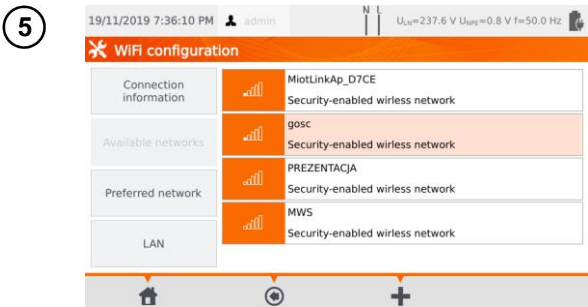 5
19/11/2019 7:36:10 PM admin N L U_LN=237.6 V U_NPE=0.8 V f=50.0 Hz
WiFi configuration
Connection
information
Available networks
Preferred network
LAN
MiotLinkAp_D7CE
Security-enabled wirless network
gosc
Security-enabled wirless network
PREZENTACJA
Security-enabled wirless network
MWS
Security-enabled wirless network